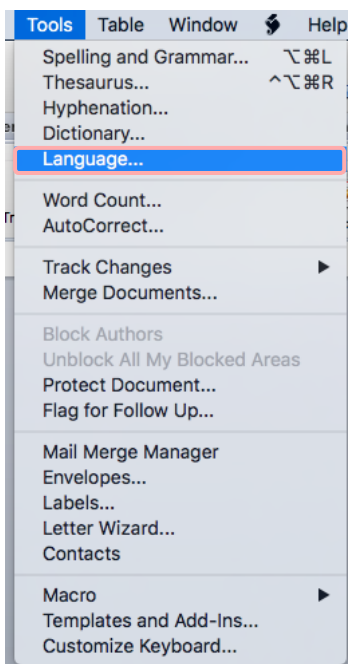 Tools Table Window Help
Spelling and Grammar... ⌥⌘L
Thesaurus... ^⌥⌘R
Hyphenation...
Dictionary...
Language...
Word Count...
AutoCorrect...
Track Changes ▶
Merge Documents...
Block Authors
Unblock All My Blocked Areas
Protect Document...
Flag for Follow Up...
Mail Merge Manager
Envelopes...
Labels...
Letter Wizard...
Contacts
Macro ▶
Templates and Add-Ins...
Customize Keyboard...